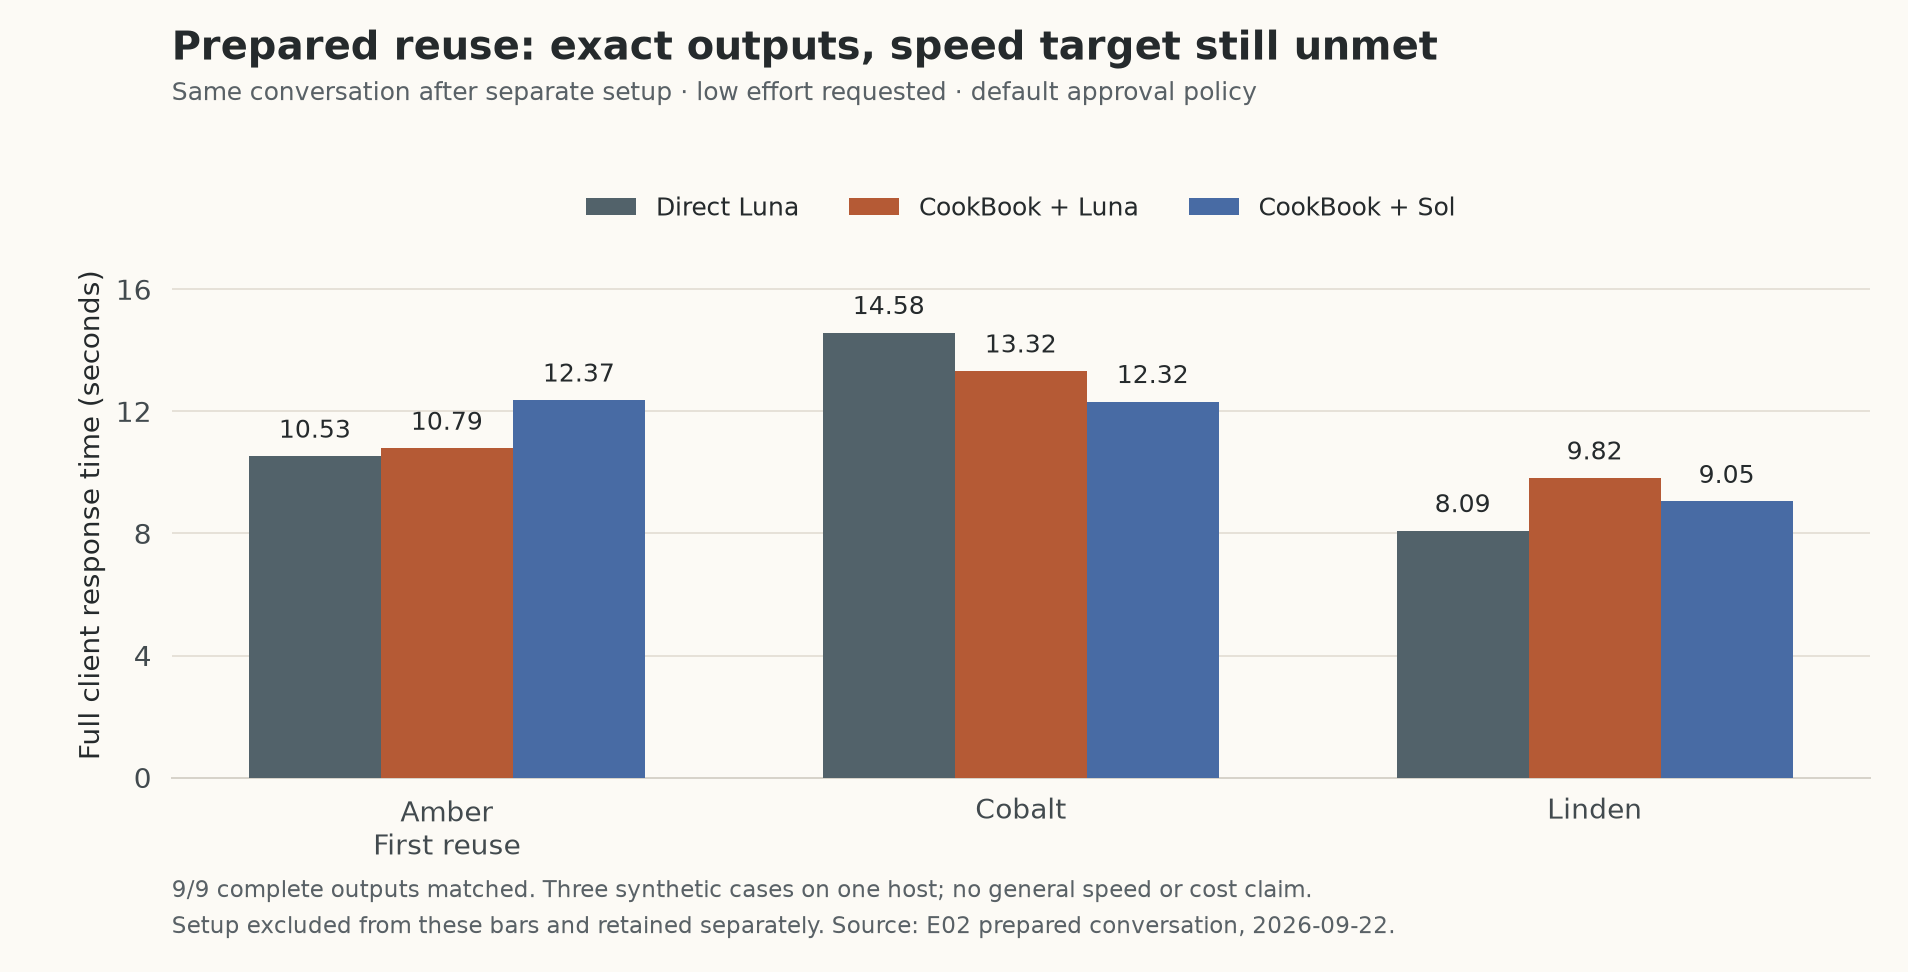 Prepared reuse: exact outputs, speed target still unmet
Same conversation after separate setup · low effort requested · default approval policy
Direct Luna
CookBook + Luna
CookBook + Sol
Full client response time (seconds)
16
12
8
4
0
10.53
10.79
12.37
14.58
13.32
12.32
8.09
9.82
9.05
Amber
First reuse
Cobalt
Linden
9/9 complete outputs matched. Three synthetic cases on one host; no general speed or cost claim.
Setup excluded from these bars and retained separately. Source: E02 prepared conversation, 2026-09-22.